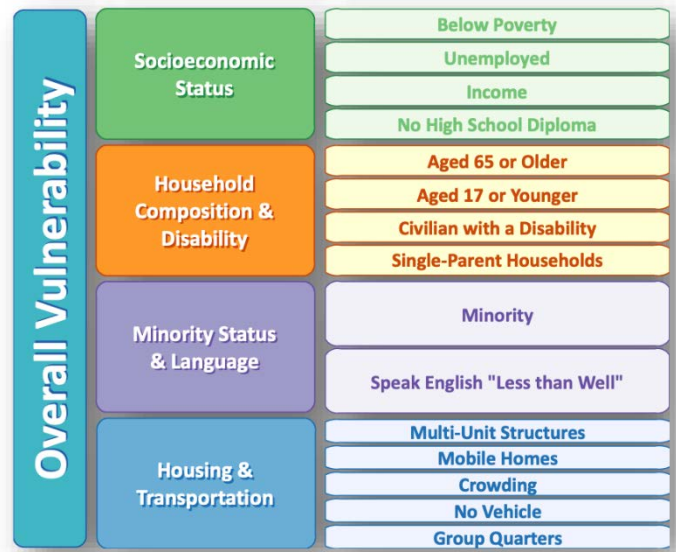 Overall Vulnerability
Socioeconomic
Status
Below Poverty
Unemployed
Income
No High School Diploma
Household
Composition &
Disability
Aged 65 or Older
Aged 17 or Younger
Civilian with a Disability
Single-Parent Households
Minority Status
& Language
Minority
Speak English "Less than Well"
Housing &
Transportation
Multi-Unit Structures
Mobile Homes
Crowding
No Vehicle
Group Quarters